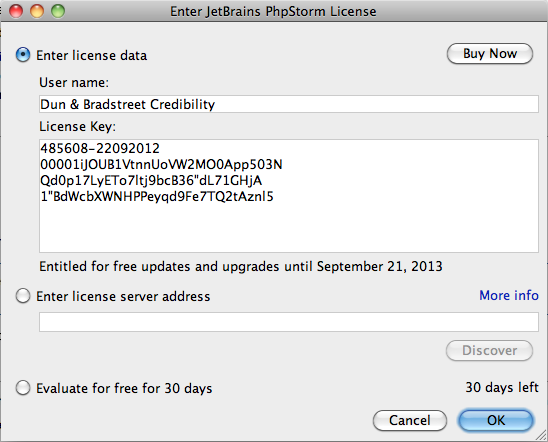 Enter JetBrains PhpStorm License
Enter license data
Buy Now
User name:
Dun & Bradstreet Credibility
License Key:
485608-22092012
00001iJOUB1VtnnUoVW2MO0App503N
Qd0p17LyETo7ltj9bcB36"dL71GHjA
1"BdWcbXWNHPPeyqd9Fe7TQ2tAznl5
Entitled for free updates and upgrades until September 21, 2013
Enter license server address
More info
Discover
Evaluate for free for 30 days
30 days left
Cancel
OK